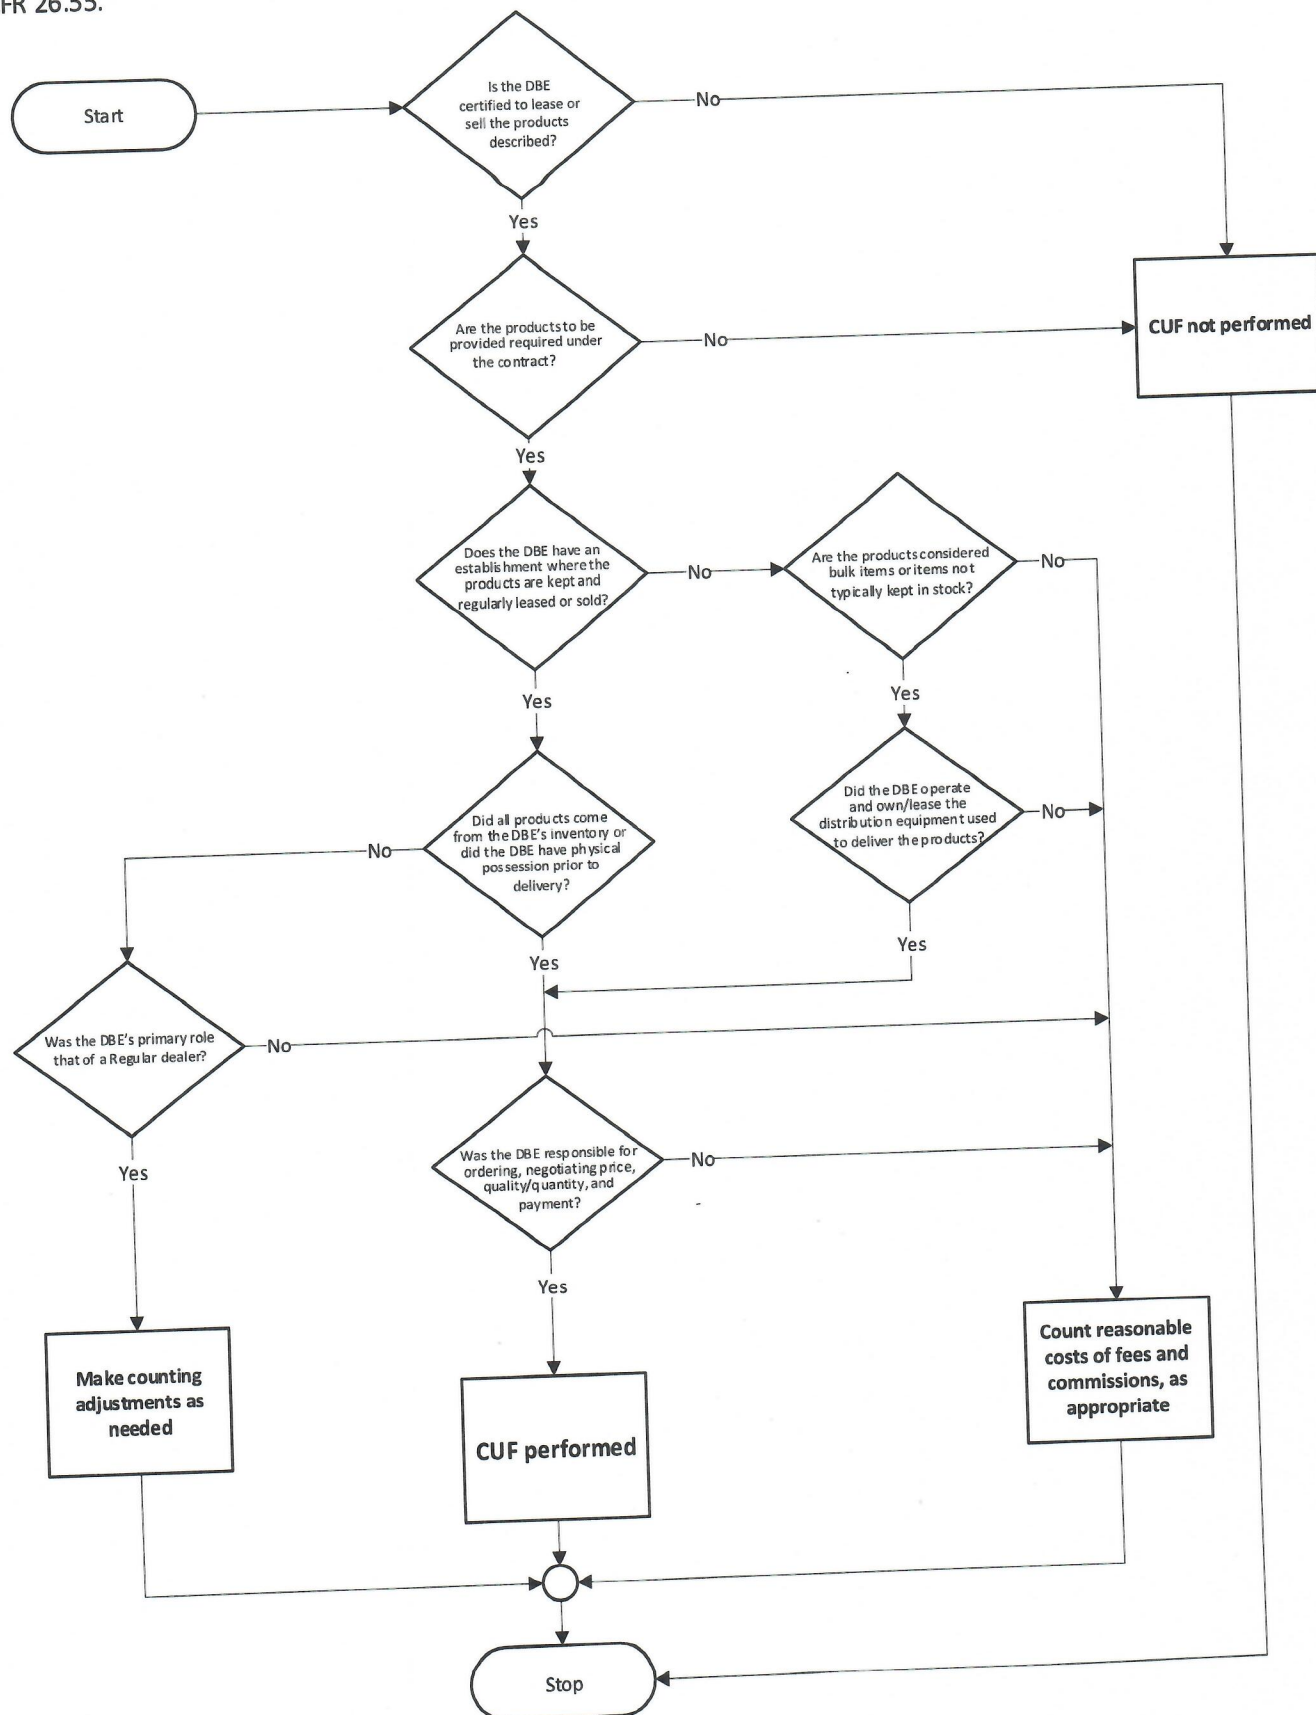 FR 26.55.
Start
Is the DBE
certified to lease or
sell the products
described?
No
Yes
Are the products to be
provided required under
the contract?
No
CUF not performed
Yes
Does the DBE have an
establishment where the
products are kept and
regularly leased or sold?
No
Are the products considered
bulk items or items not
typically kept in stock?
No
Yes
Yes
Did all products come
from the DBE's inventory or
did the DBE have physical
possession prior to
delivery?
No
Did the DBE operate
and own/lease the
distribution equipment used
to deliver the products?
No
Yes
Yes
Was the DBE's primary role
that of a Regular dealer?
No
Yes
Was the DBE responsible for
ordering, negotiating price,
quality/quantity, and
payment?
No
Yes
Make counting
adjustments as
needed
CUF performed
Count reasonable
costs of fees and
commissions, as
appropriate
Stop